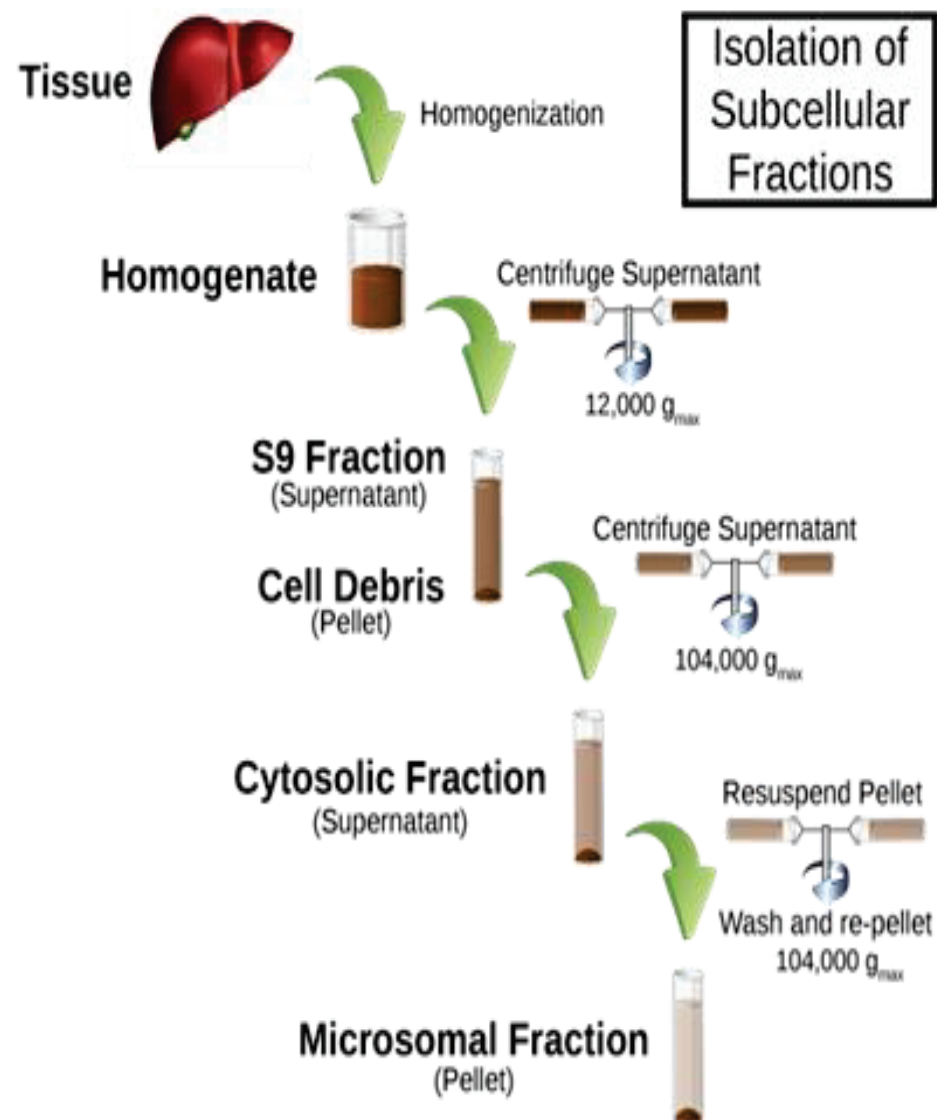 Isolation of
Subcellular
Fractions
Tissue
Homogenization
Homogenate
Centrifuge Supernatant
12,000 gmax
S9 Fraction
(Supernatant)
Cell Debris
(Pellet)
Centrifuge Supernatant
104,000 gmax
Cytosolic Fraction
(Supernatant)
Resuspend Pellet
Wash and re-pellet
104,000 gmax
Microsomal Fraction
(Pellet)